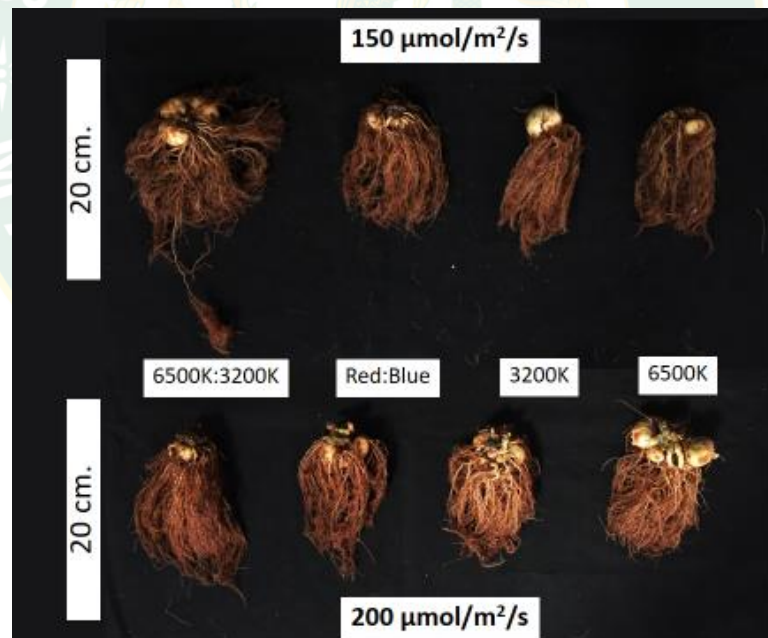 150 µmol/m²/s
20 cm.
6500K:3200K
Red:Blue
3200K
6500K
20 cm.
200 µmol/m²/s